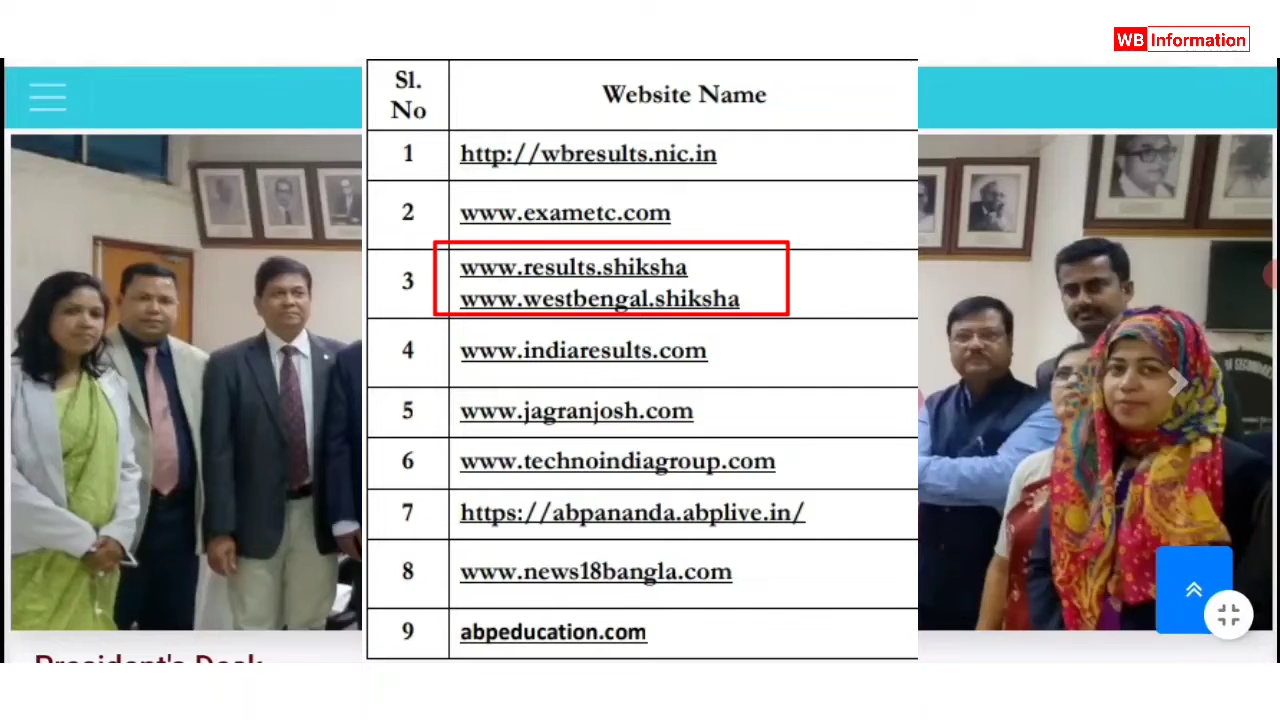 WB Information
Sl. No
Website Name
1
http://wbresults.nic.in
2
www.exametc.com
3
www.results.shiksha
www.westbengal.shiksha
4
www.indiaresults.com
5
www.jagranjosh.com
6
www.technoindiagroup.com
7
https://abpananda.abplive.in/
8
www.news18bangla.com
9
abpeducation.com
President's Desk